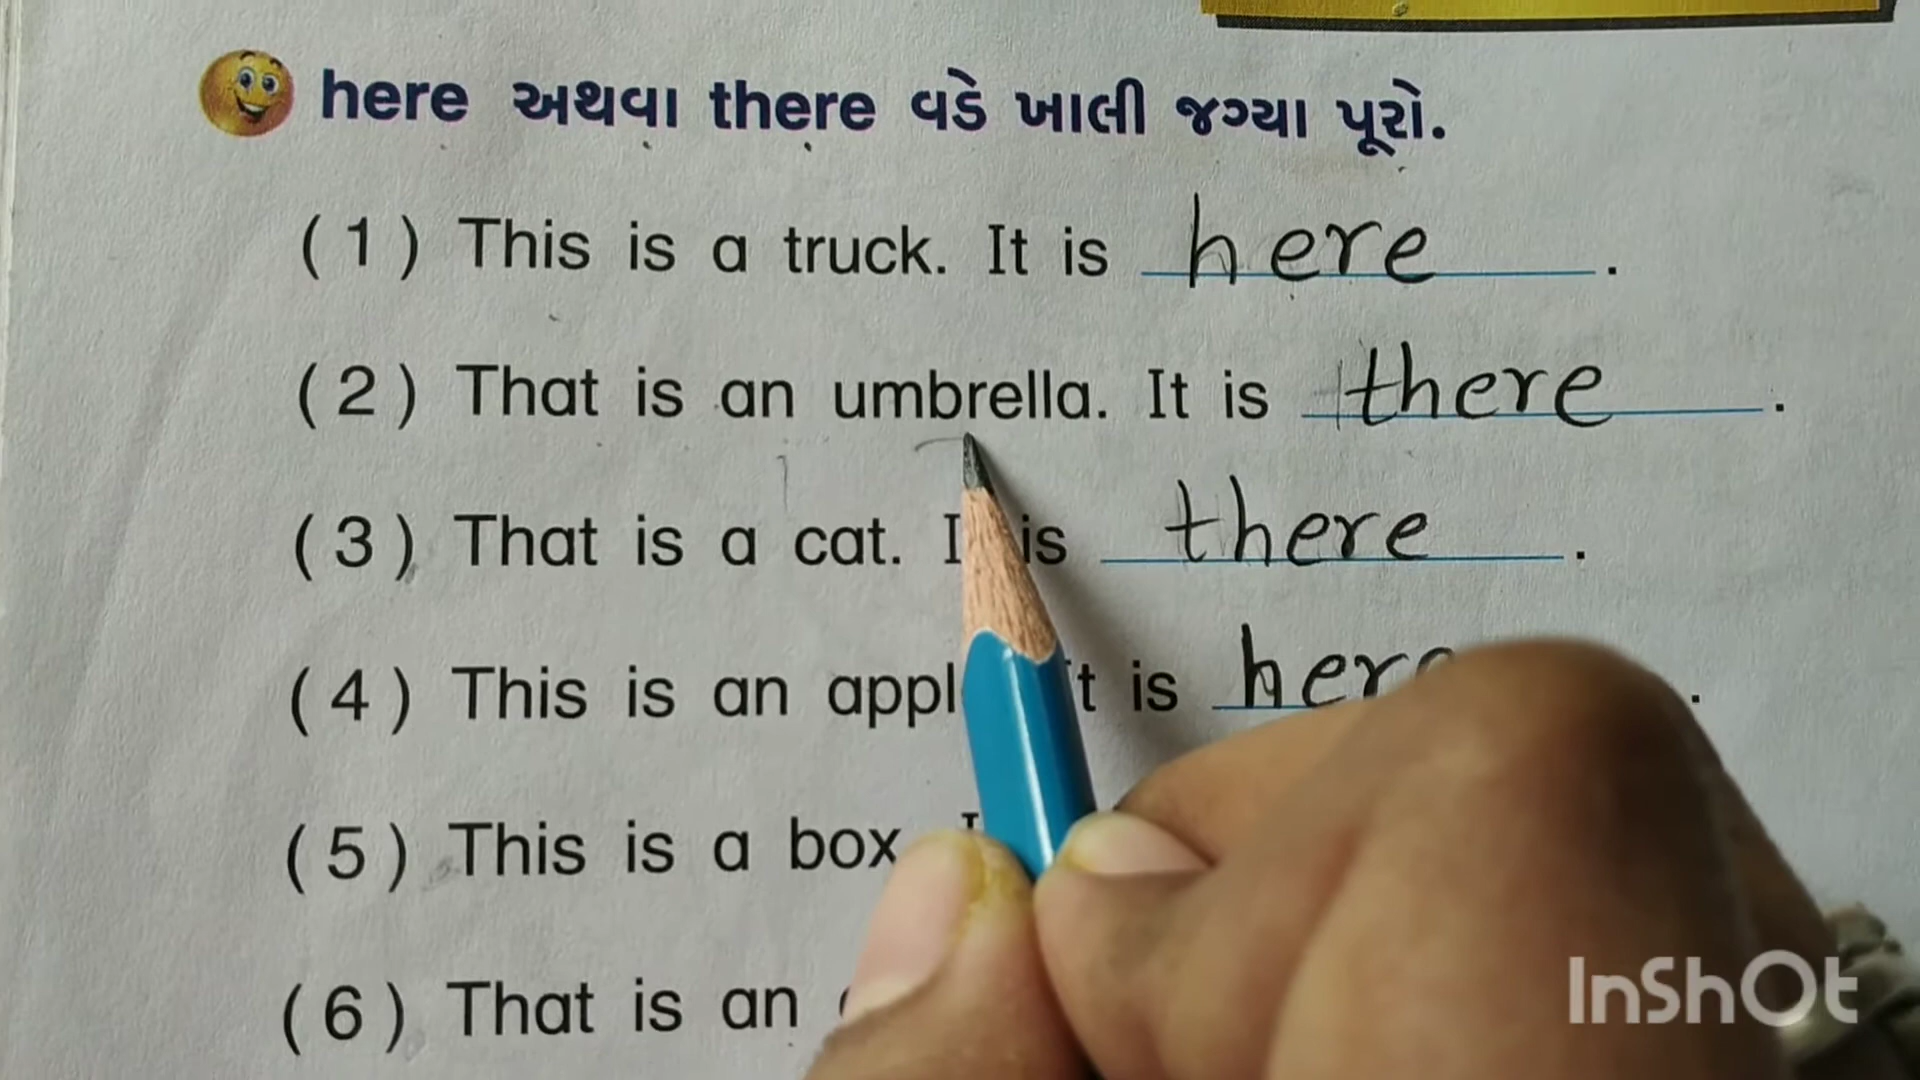 here અથવા there વડે ખાલી જગ્યા પૂરો.
(1) This is a truck. It is here.
(2) That is an umbrella. It is there.
(3) That is a cat. is there.
(4) This is an is
(5) This is a box
(6) That is an
InShOt